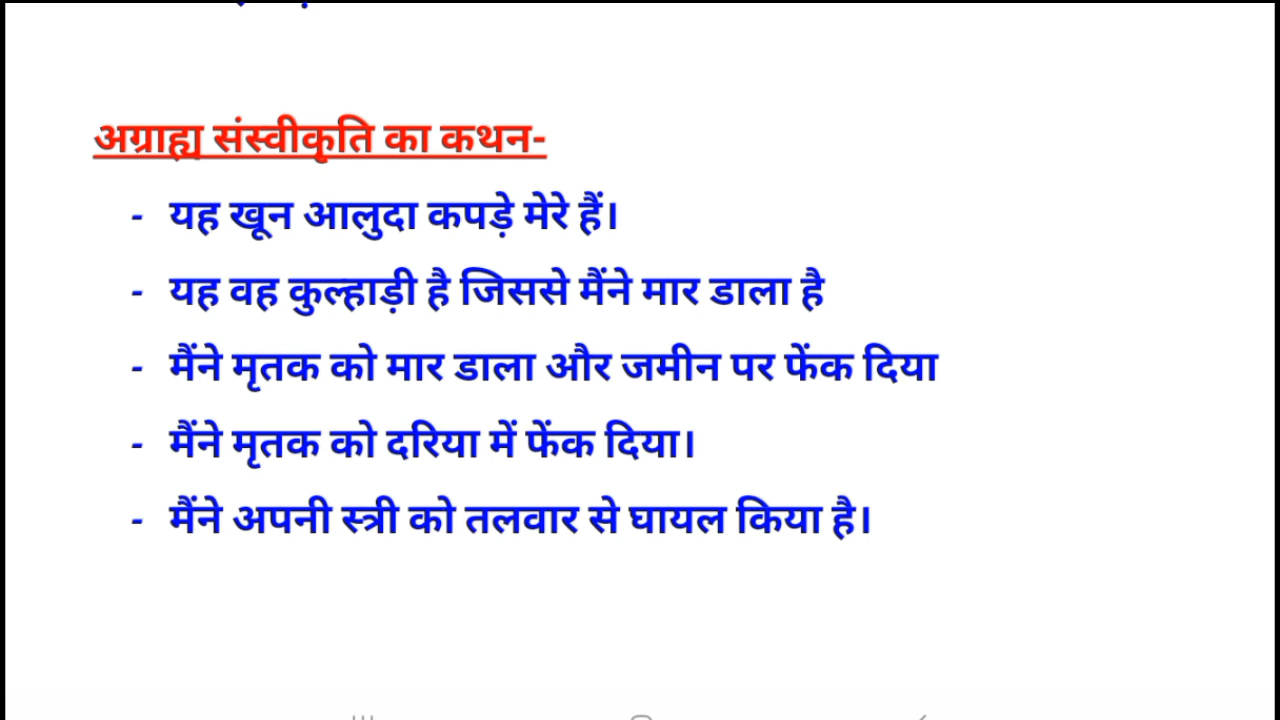 अग्राह्य संस्वीकृति का कथन-
- यह खून आलुदा कपड़े मेरे हैं।
- यह वह कुल्हाड़ी है जिससे मैंने मार डाला है
- मैंने मृतक को मार डाला और जमीन पर फेंक दिया
- मैंने मृतक को दरिया में फेंक दिया।
- मैंने अपनी स्त्री को तलवार से घायल किया है।